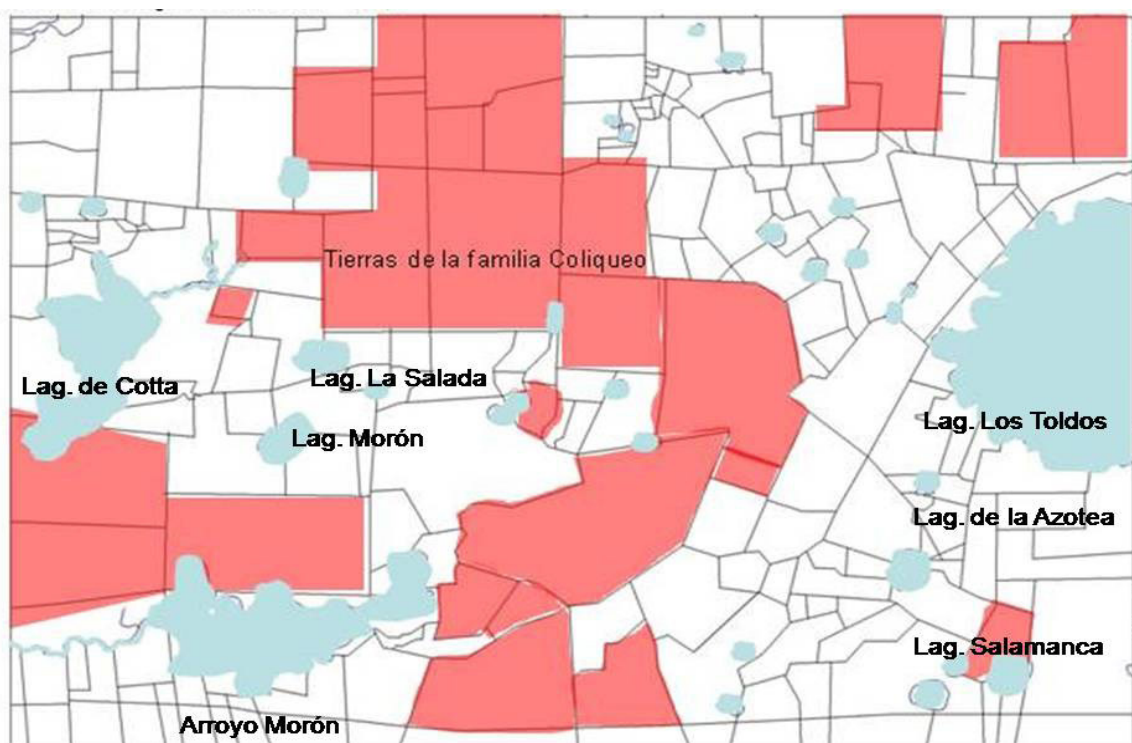 Tierras de la familia Coliqueo
Lag. de Cotta
Lag. La Salada
Lag. Morón
Lag. Los Toldos
Lag. de la Azotea
Lag. Salamanca
Arroyo Morón